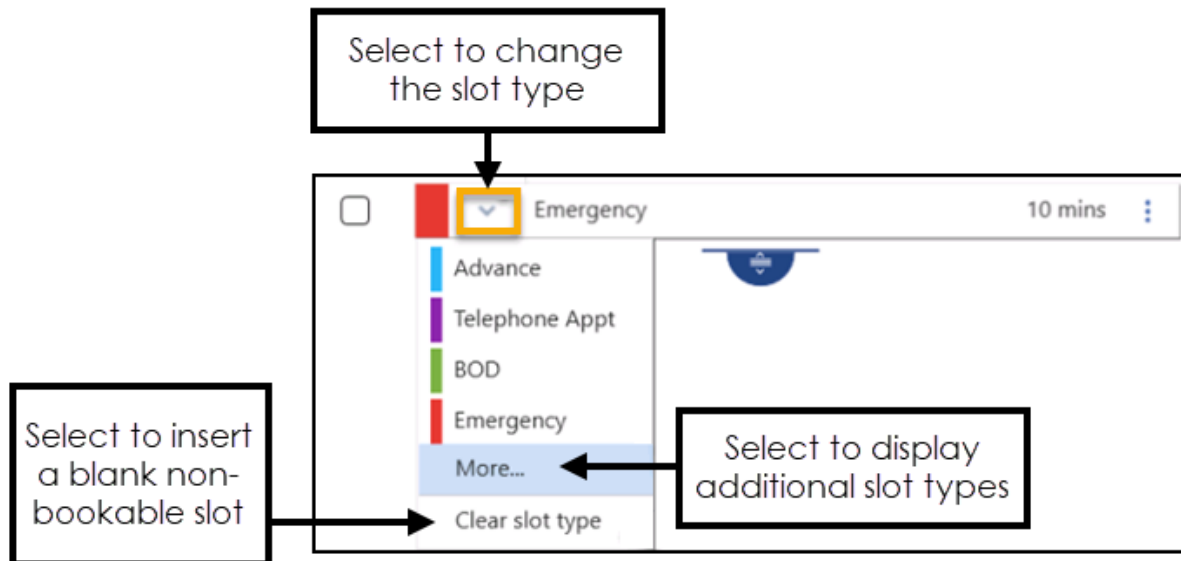 Select to change
the slot type
Emergency 10 mins
Advance
Telephone Appt
BOD
Emergency
More...
Clear slot type
Select to insert
a blank non-
bookable slot
Select to display
additional slot types